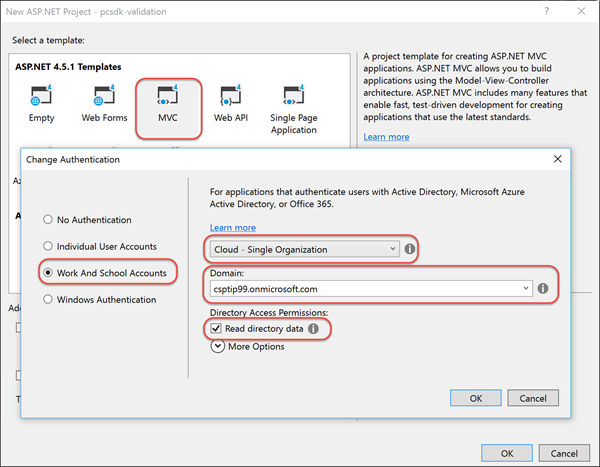 New ASP.NET Project - pcsdk-validation
?
Select a template:
ASP.NET 4.5.1 Templates
Empty
Web Forms
MVC
Web API
Single Page
Application
A project template for creating ASP.NET MVC
applications. ASP.NET MVC allows you to build
applications using the Model-View-Controller
architecture. ASP.NET MVC includes many features that
enable fast, test-driven development for creating
applications that use the latest standards.
Learn more
Change Authentication
No Authentication
Individual User Accounts
Work And School Accounts
Windows Authentication
For applications that authenticate users with Active Directory, Microsoft Azure
Active Directory, or Office 365.
Learn more
Cloud - Single Organization
Domain:
csptip99.onmicrosoft.com
Directory Access Permissions:
Read directory data
More Options
OK
Cancel
OK
Cancel